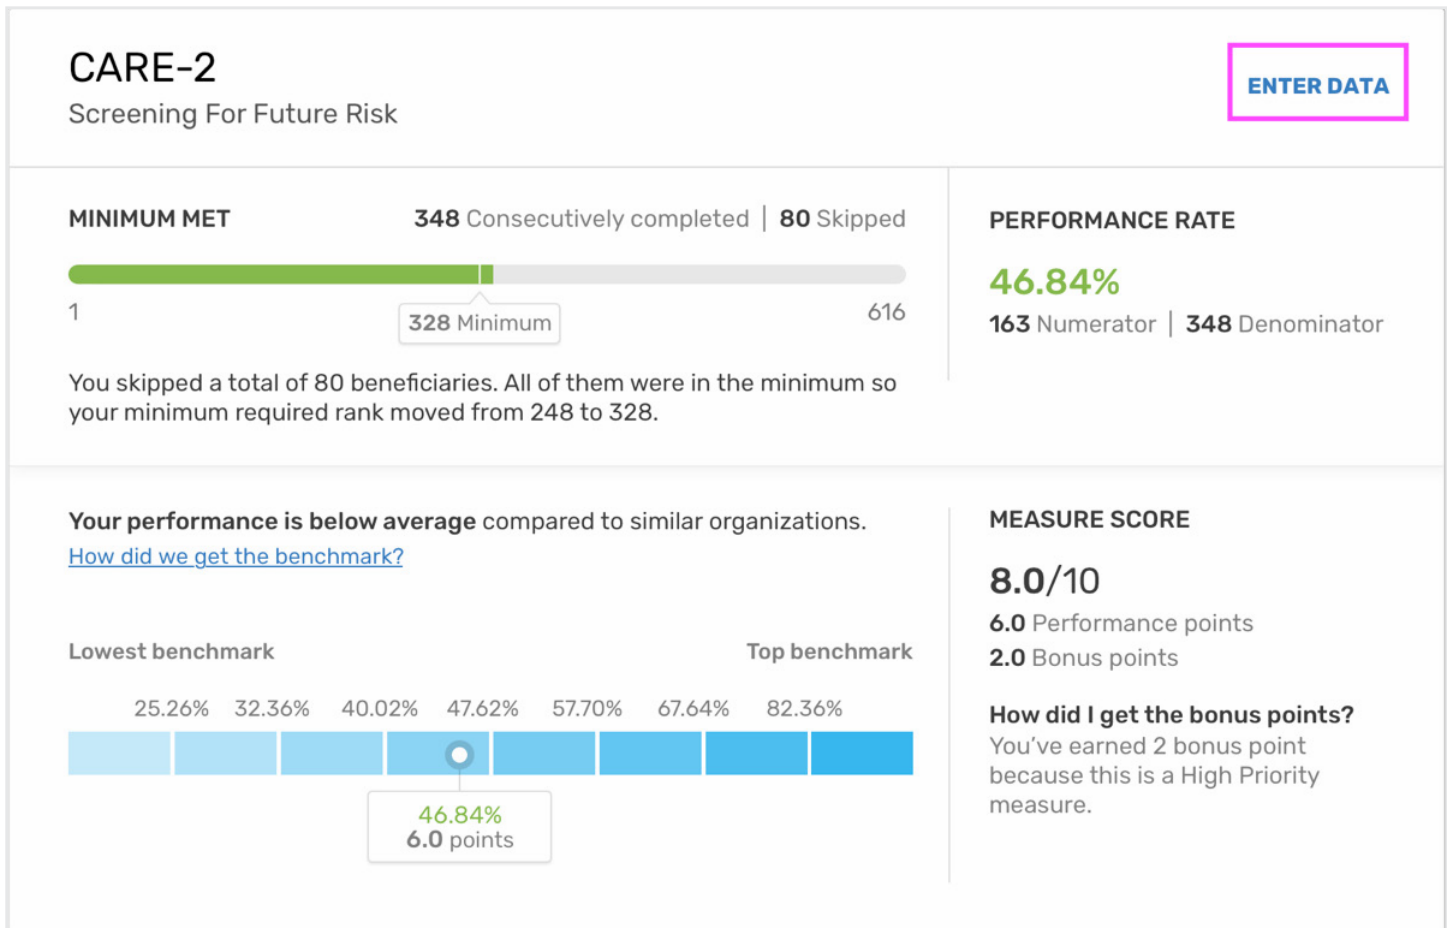 CARE-2
ENTER DATA
Screening For Future Risk
MINIMUM MET
348 Consecutively completed | 80 Skipped
1
328 Minimum
616
You skipped a total of 80 beneficiaries. All of them were in the minimum so
your minimum required rank moved from 248 to 328.
PERFORMANCE RATE
46.84%
163 Numerator | 348 Denominator
Your performance is below average compared to similar organizations.
How did we get the benchmark?
Lowest benchmark
Top benchmark
25.26% 32.36% 40.02% 47.62% 57.70% 67.64% 82.36%
46.84%
6.0 points
MEASURE SCORE
8.0/10
6.0 Performance points
2.0 Bonus points
How did I get the bonus points?
You've earned 2 bonus point
because this is a High Priority
measure.